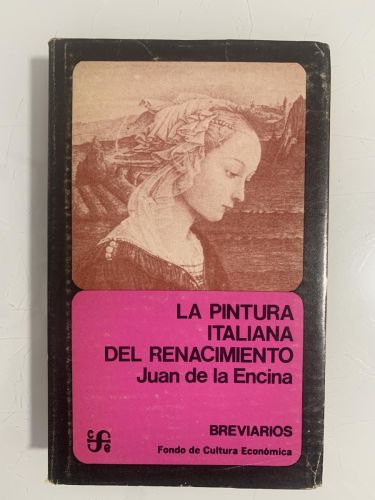 LA PINTURA
ITALIANA
DEL RENACIMIENTO
Juan de la Encina
BREVIARIOS
c f e
Fondo de Cultura Económica